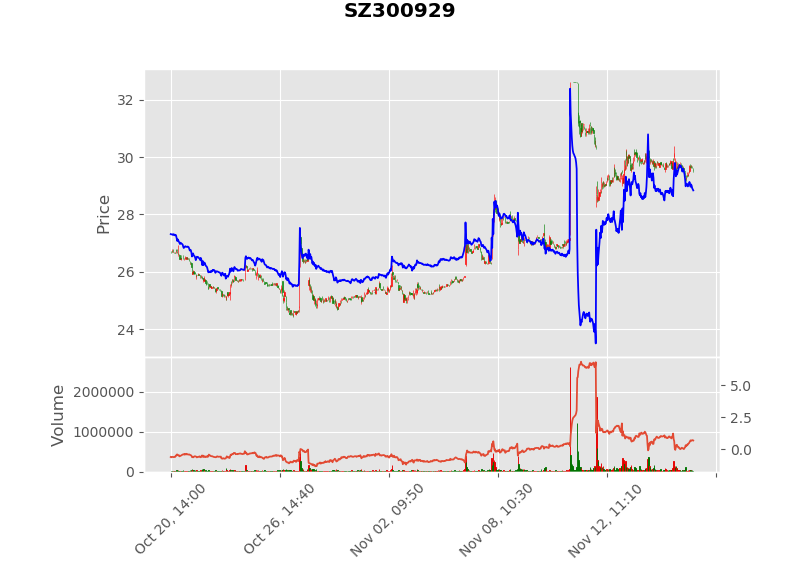 SZ300929
32
30
28
26
24
Price
2000000
1000000
0
Volume
5.0
2.5
0.0
Oct 20, 14:00
Oct 26, 14:40
Nov 02, 09:50
Nov 08, 10:30
Nov 12, 11:10